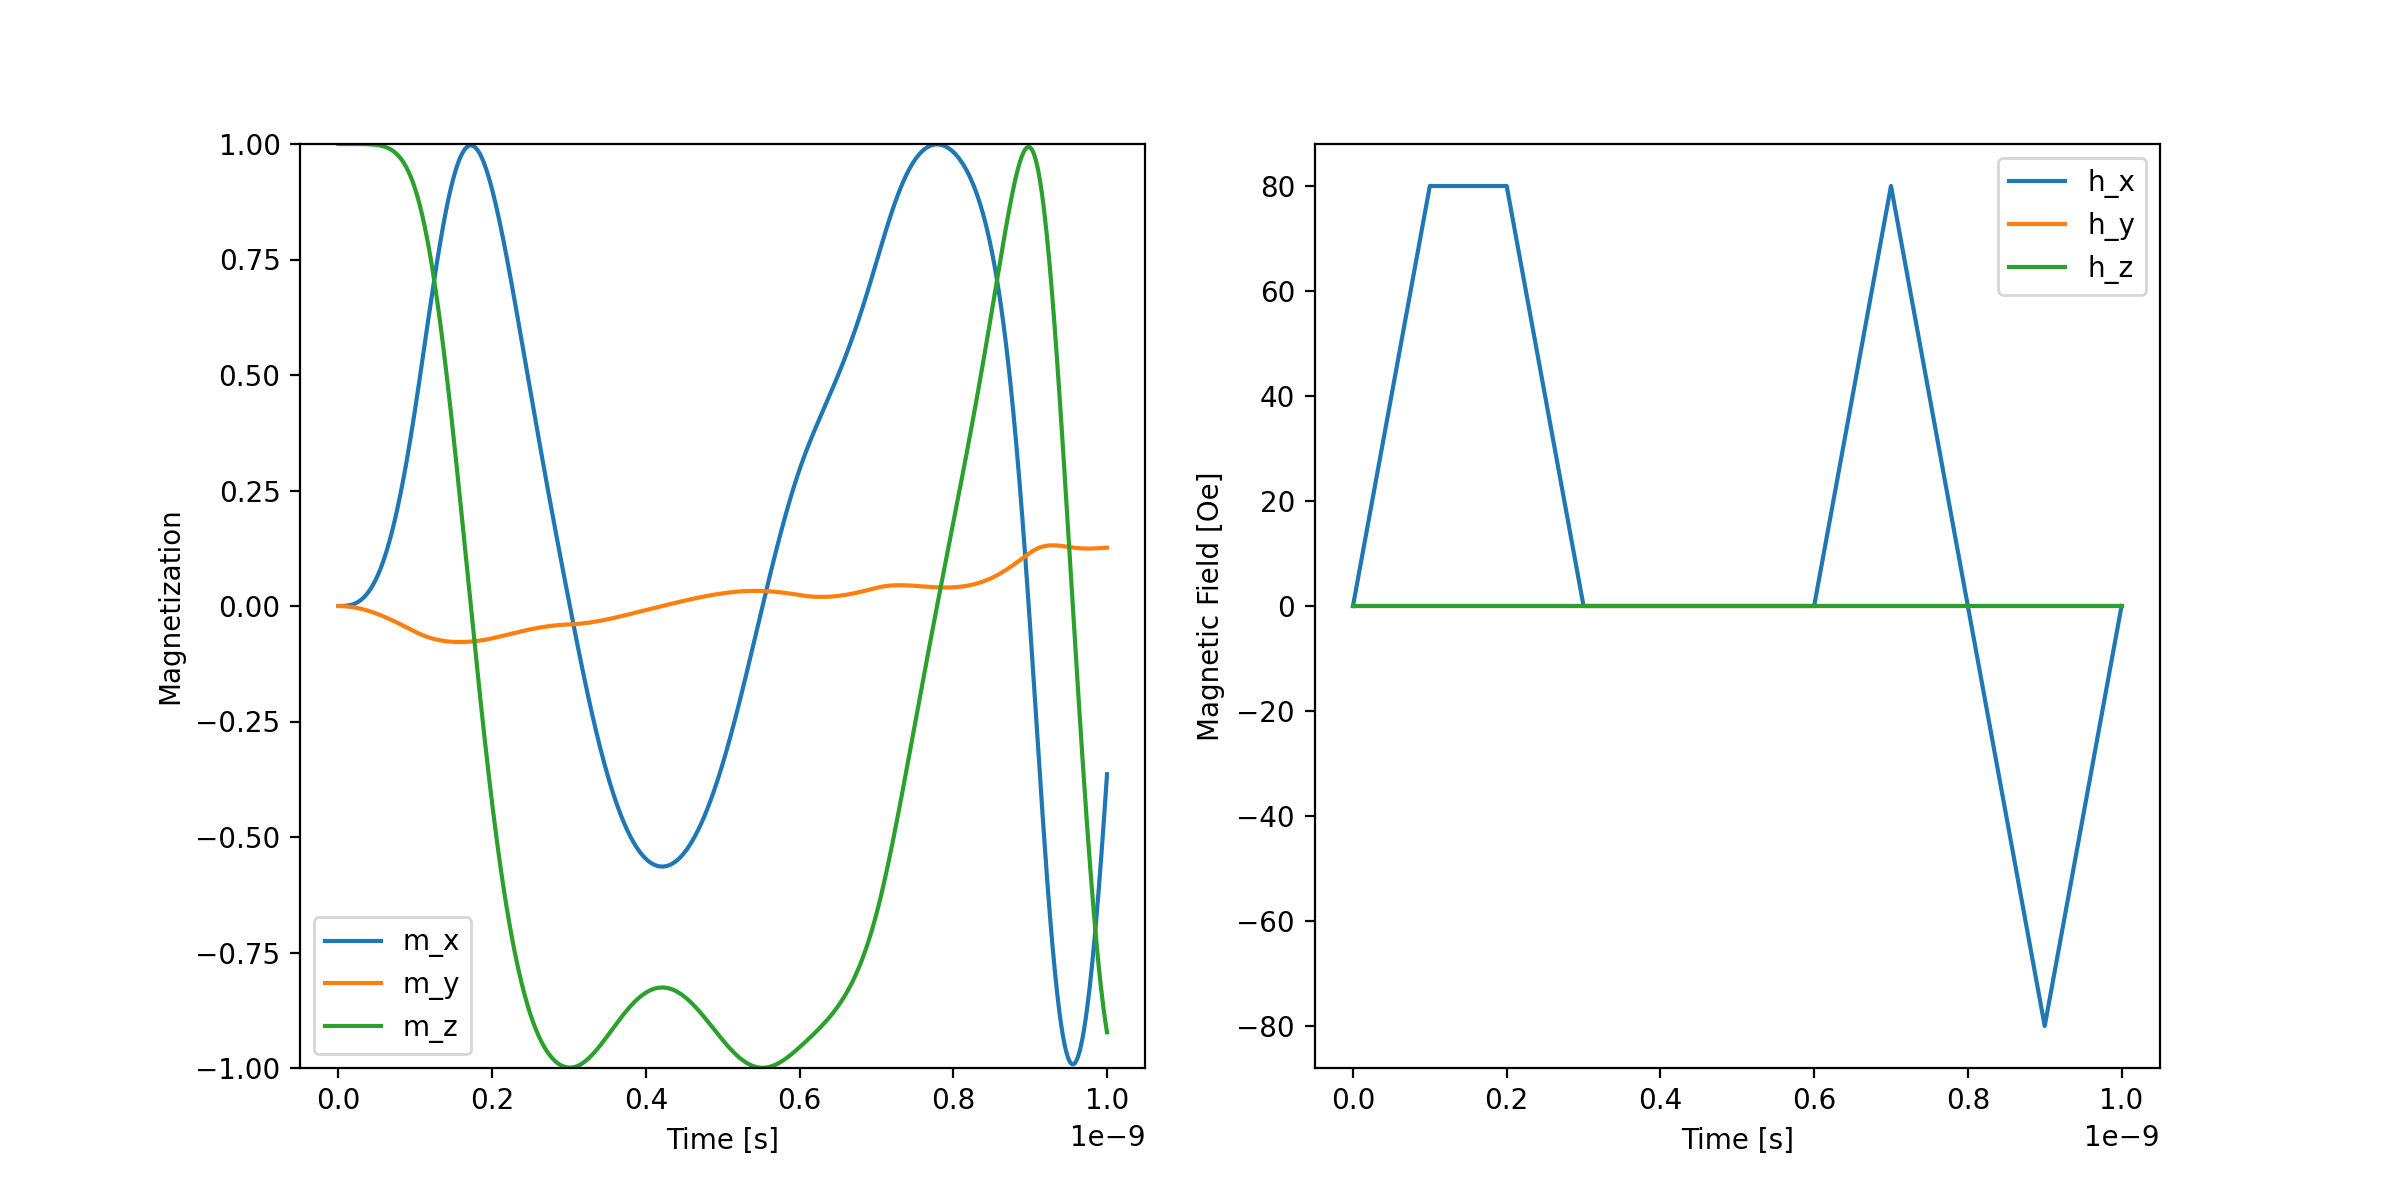 1.00
0.75
0.50
0.25
0.00
−0.25
−0.50
−0.75
−1.00
Magnetization
m_x
m_y
m_z
0.0 0.2 0.4 0.6 0.8 1.0
Time [s]
1e−9
80
60
40
20
0
−20
−40
−60
−80
Magnetic Field [Oe]
h_x
h_y
h_z
0.0 0.2 0.4 0.6 0.8 1.0
Time [s]
1e−9